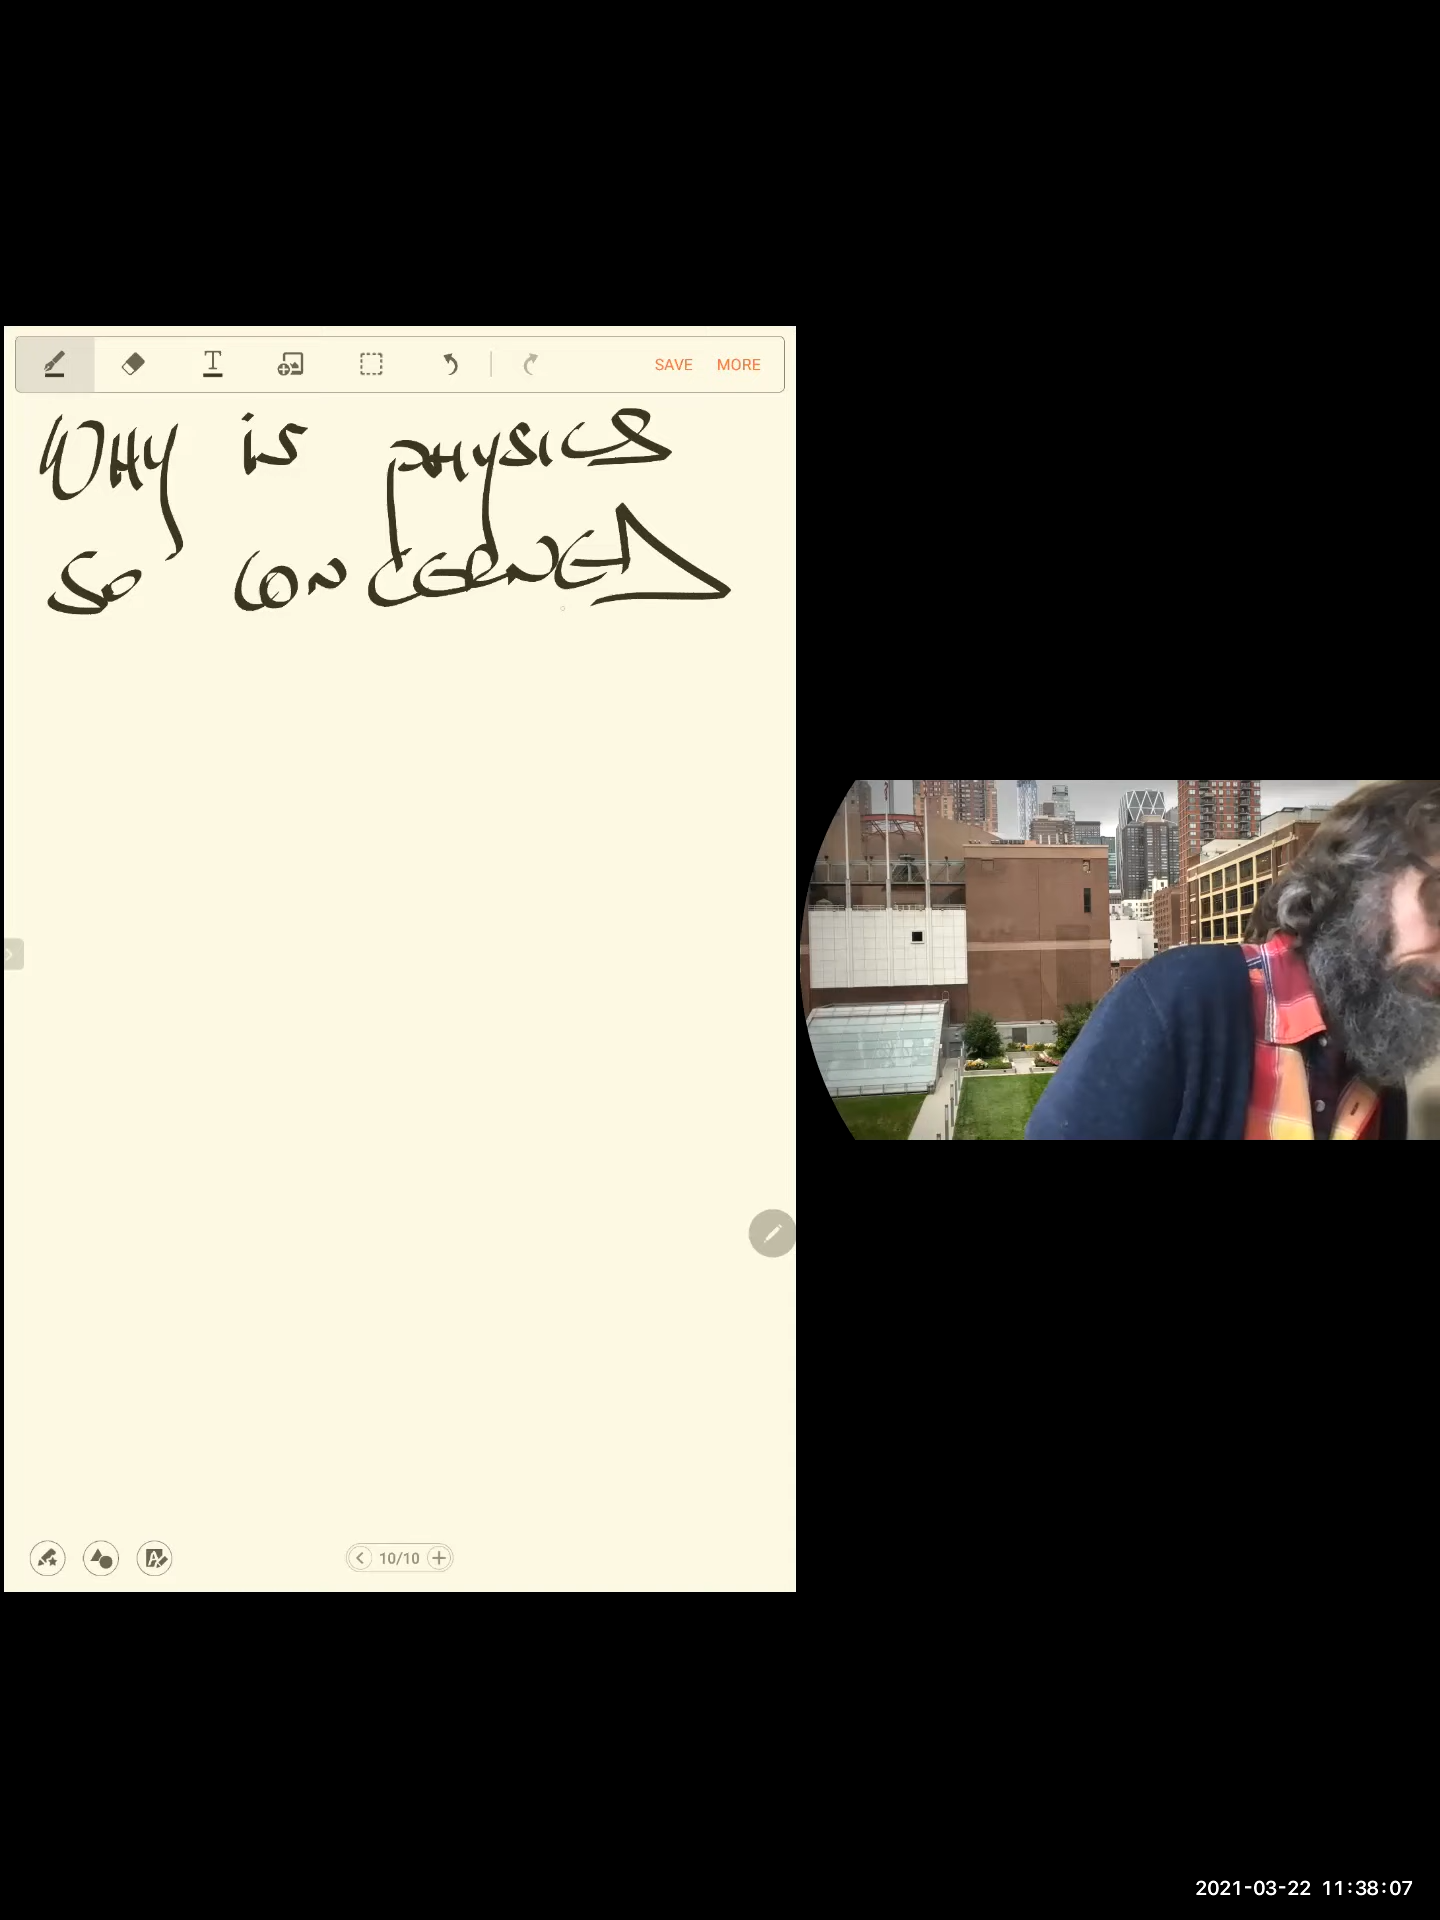 T SAVE MORE
WHY is PHYSICS
SO CONCERNED
A 10/10
2021-03-22 11:38:07